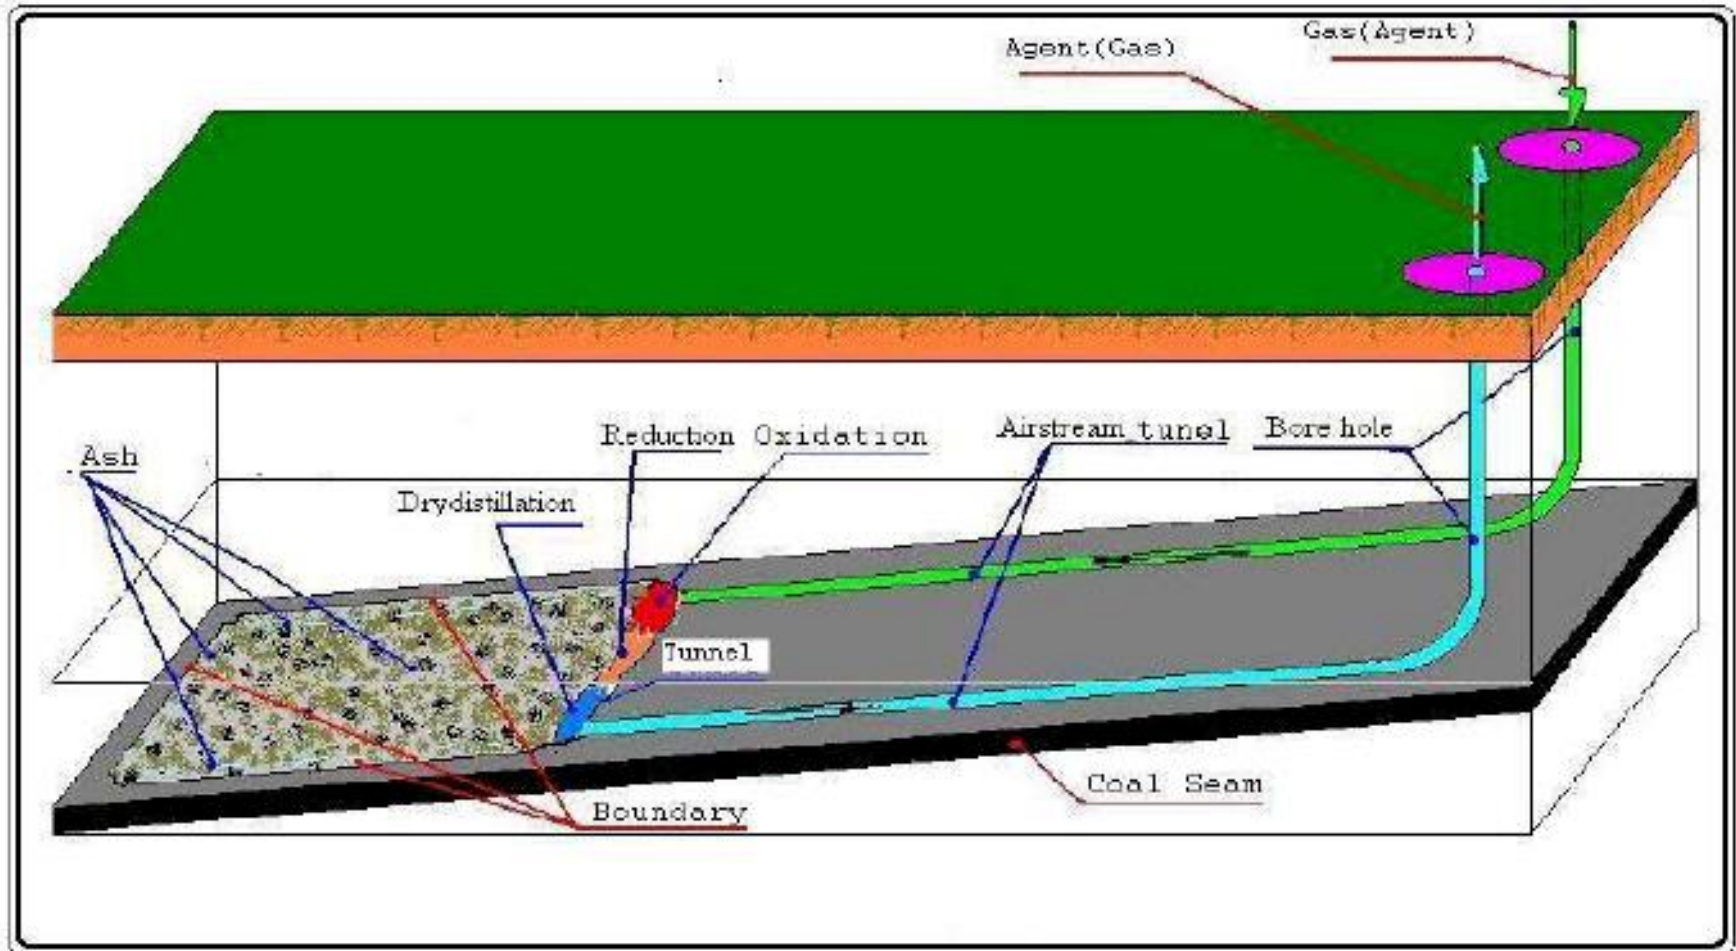 Gas(Agent)
Agent(Gas)
Reduction
Oxidation
Airstream tunel
Bore hole
Ash
Drydistillation
Tunnel
Coal Seam
Boundary